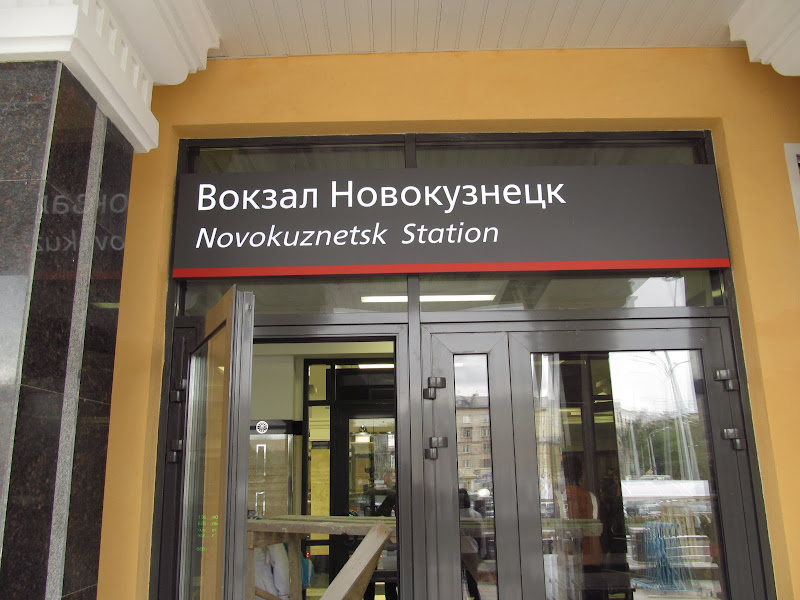 Вокзал Новокузнецк
Novokuznetsk Station